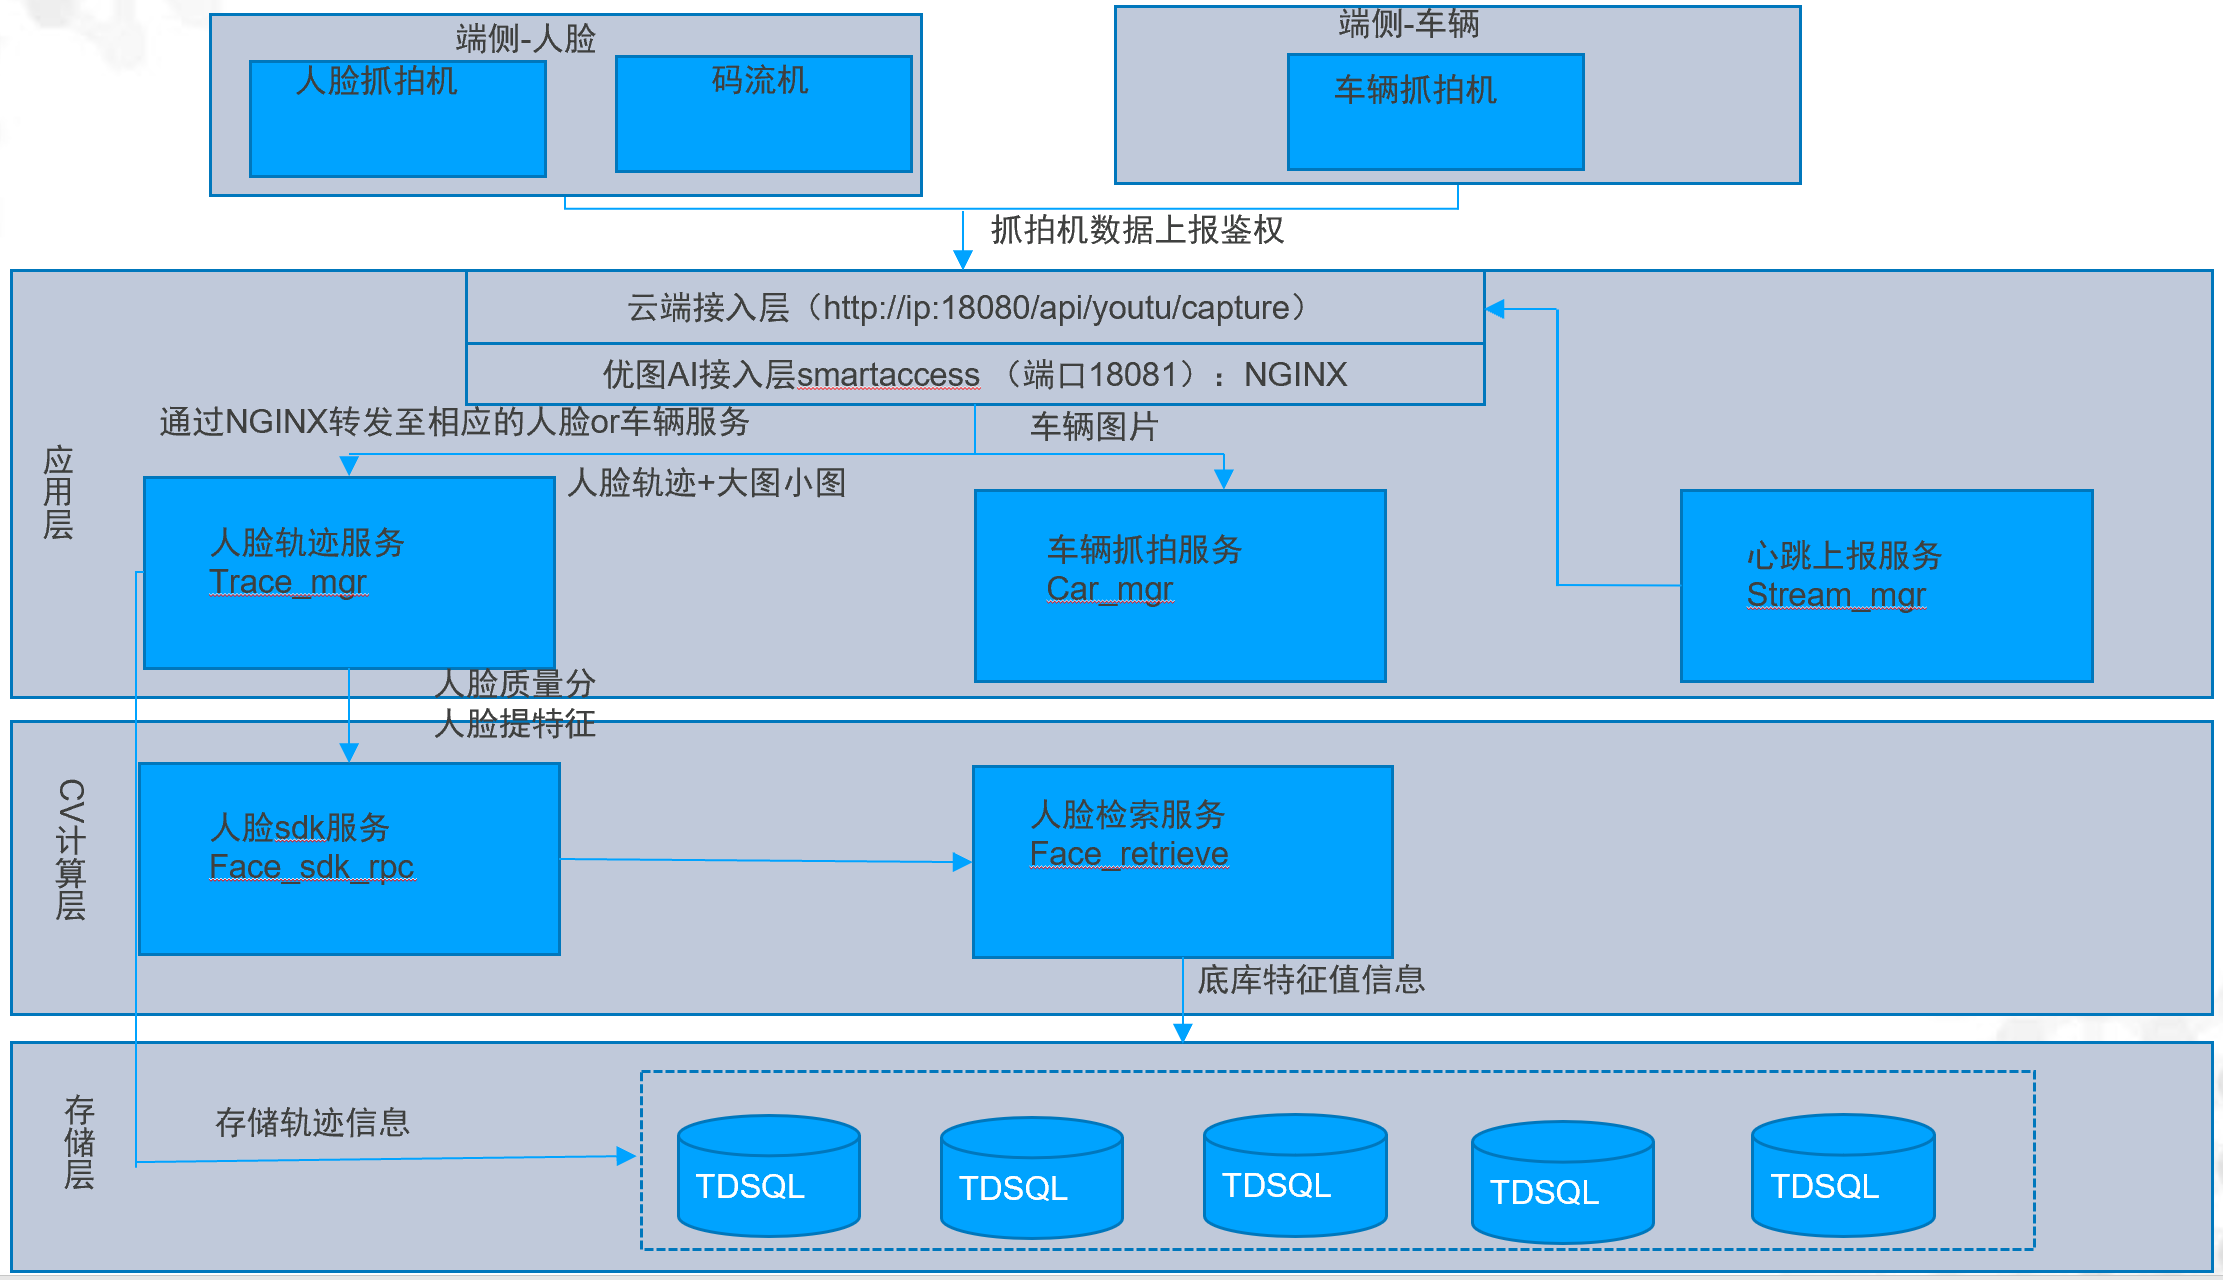 端侧-人脸
人脸抓拍机
码流机
端侧-车辆
车辆抓拍机
抓拍机数据上报鉴权
云端接入层（http://ip:18080/api/youtu/capture）
优图AI接入层smartaccess （端口18081）：NGINX
通过NGINX转发至相应的人脸or车辆服务
车辆图片
人脸轨迹+大图小图
应用层
人脸轨迹服务
Trace_mgr
车辆抓拍服务
Car_mgr
心跳上报服务
Stream_mgr
人脸质量分
人脸提特征
CV计算层
人脸sdk服务
Face_sdk_rpc
人脸检索服务
Face_retrieve
底库特征值信息
存储层
存储轨迹信息
TDSQL
TDSQL
TDSQL
TDSQL
TDSQL